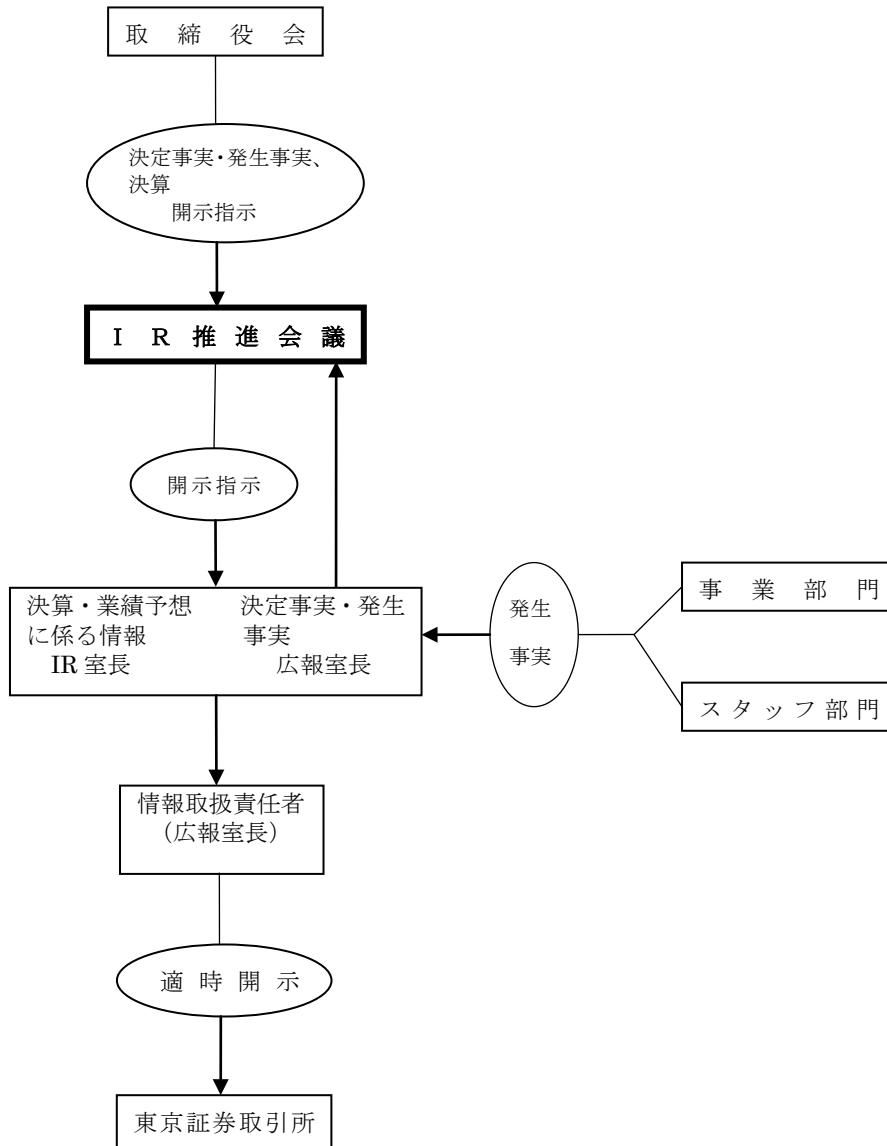 取締役会
決定事実・発生事実、
決算
開示指示
ＩＲ推進会議
開示指示
決算・業績予想
に係る情報
IR 室長
決定事実・発生
事実
広報室長
発生
事実
事業部門
スタッフ部門
情報取扱責任者
（広報室長）
適時開示
東京証券取引所